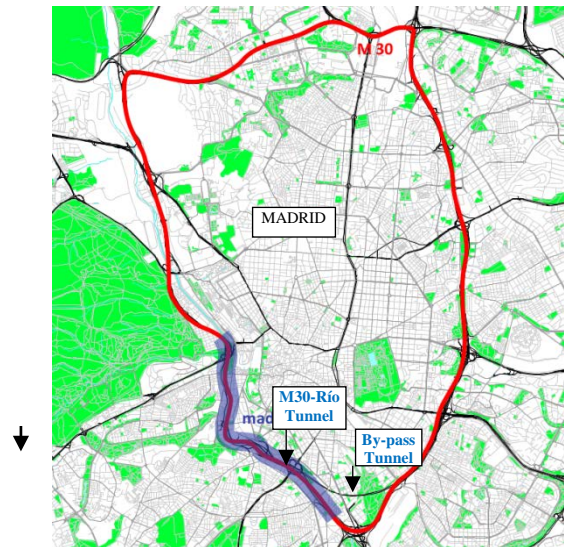 M 30
MADRID
M30-Río
Tunnel
mad
By-pass
Tunnel